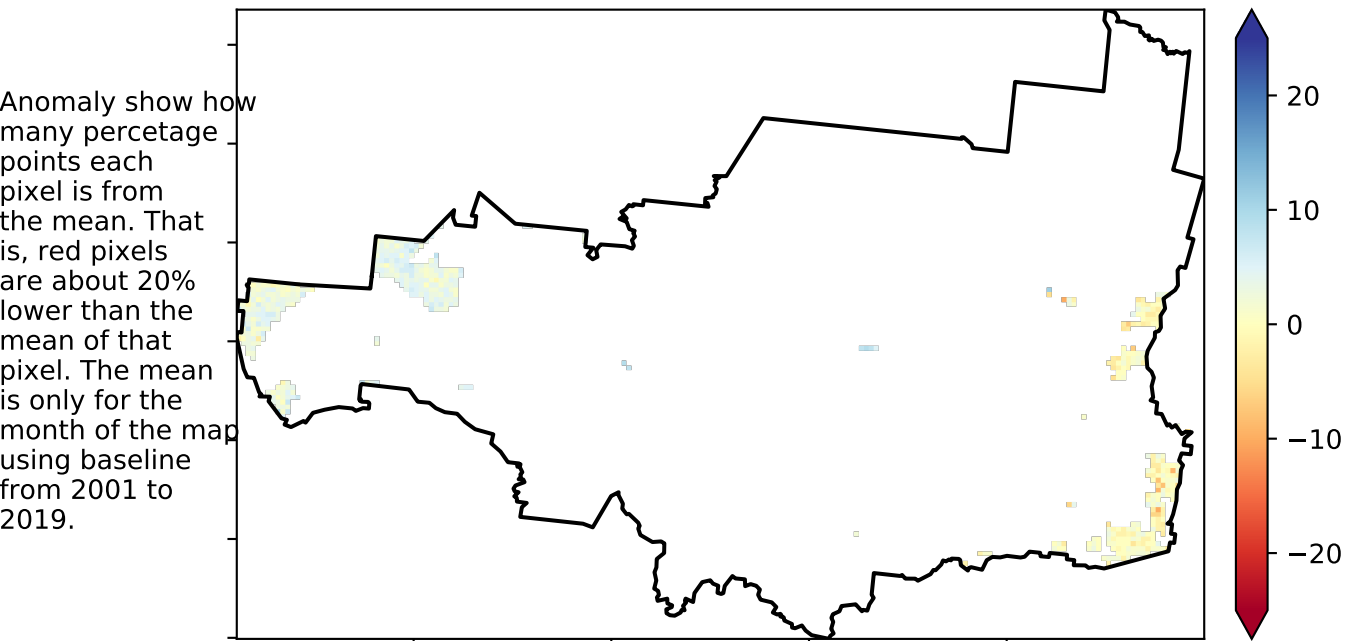 Anomaly show how
many percetage
points each
pixel is from
the mean. That
is, red pixels
are about 20%
lower than the
mean of that
pixel. The mean
is only for the
month of the map
using baseline
from 2001 to
2019.
20
10
0
−10
−20